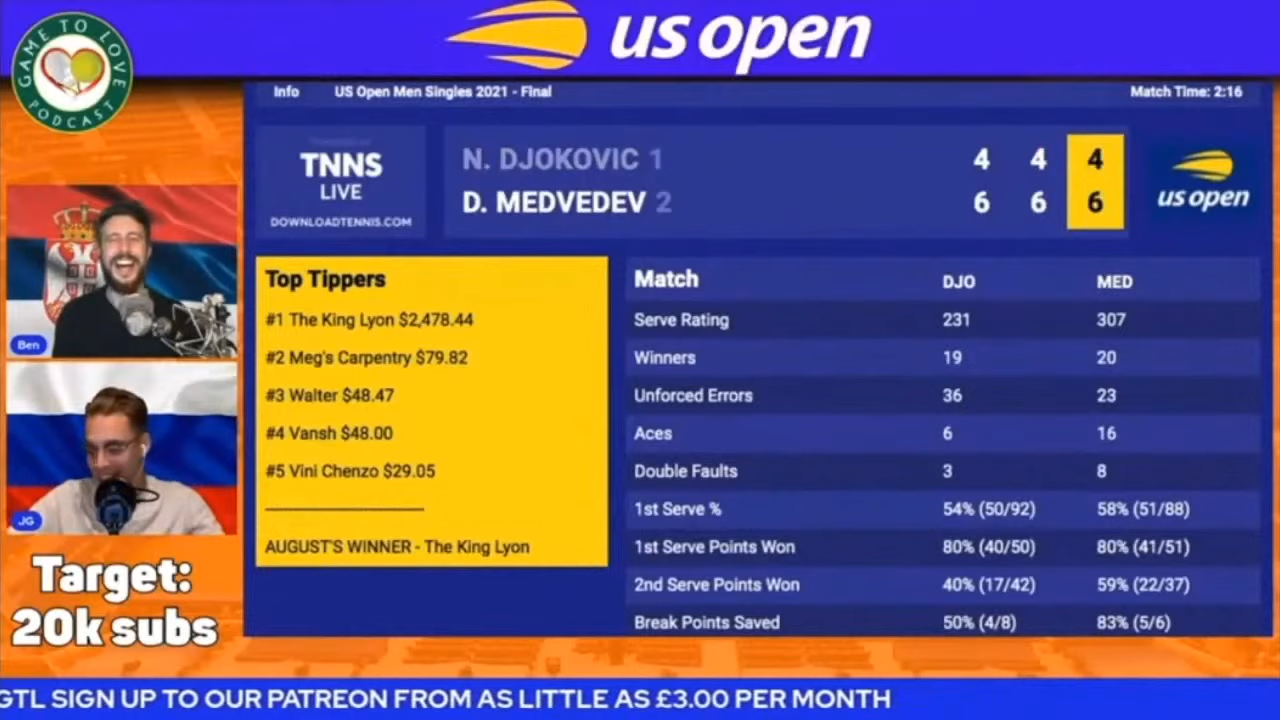 GAME TO LOVE
PODCAST
us open
Info US Open Men Singles 2021 - Final Match Time: 2:16
TNNS
LIVE
DOWNLOADTENNIS.COM
N. DJOKOVIC 1 4 4 4
D. MEDVEDEV 2 6 6 6
us open
Ben
JG
Target:
20k subs
Top Tippers
#1 The King Lyon $2,478.44
#2 Meg's Carpentry $79.82
#3 Walter $48.47
#4 Vansh $48.00
#5 Vini Chenzo $29.05
AUGUST'S WINNER - The King Lyon
Match DJO MED
Serve Rating 231 307
Winners 19 20
Unforced Errors 36 23
Aces 6 16
Double Faults 3 8
1st Serve % 54% (50/92) 58% (51/88)
1st Serve Points Won 80% (40/50) 80% (41/51)
2nd Serve Points Won 40% (17/42) 59% (22/37)
Break Points Saved 50% (4/8) 83% (5/6)
GTL SIGN UP TO OUR PATREON FROM AS LITTLE AS £3.00 PER MONTH